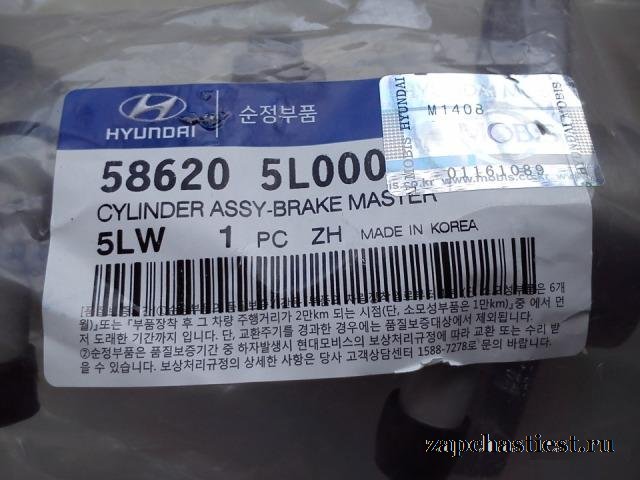 HYUNDAI 순정부품
58620 5L000
CYLINDER ASSY-BRAKE MASTER
5LW 1 PC ZH MADE IN KOREA
MOBIS HYUNDAI
M1408
MOBIS
01161089
www.mobis.co.kr
월)또는 「부품장착 후 그 차량 주행거리가 2만km 되는 시점(단, 소모성부품은 1만km)」중 에서 먼
저 도래한 기간까지 입니다. 단, 교환주기를 경과한 경우에는 품질보증대상에서 제외됩니다.
②순정부품은 품질보증기간 중 하자발생시 현대모비스의 보상처리규정에 따라 교환 또는 수리 받
을 수 있습니다. 보상처리규정의 상세한 사항은 당사 고객상담센터 1588-7278로 문의 바랍니다.
zapchastiest.ru